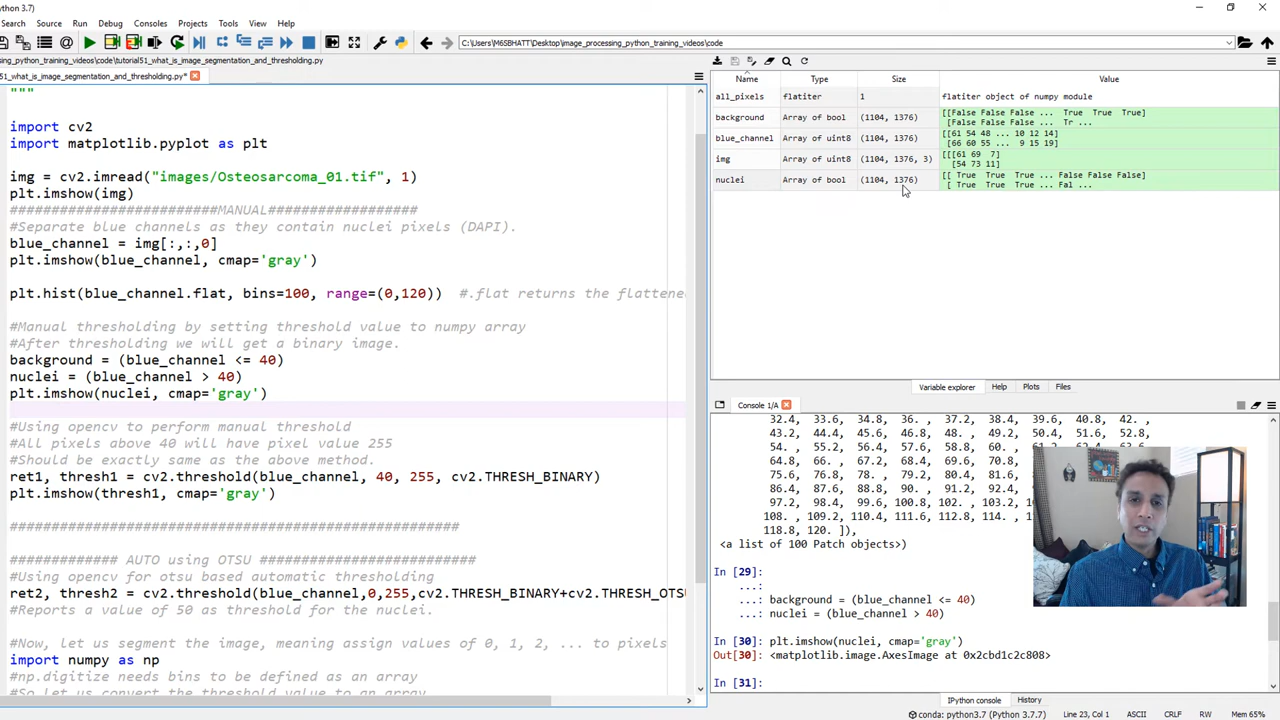 ython 3.7)
Search Source Run Debug Consoles Projects Tools View Help
C:\Users\M6SBHATT\Desktop\image_processing_python_training_videos\code
ng_python_training_videos\code\tutorial51_what_is_image_segmentation_and_thresholding.py
51_what_is_image_segmentation_and_thresholding.py*
"""
import cv2
import matplotlib.pyplot as plt
img = cv2.imread("images/Osteosarcoma_01.tif", 1)
plt.imshow(img)
#########################MANUAL##################
#Separate blue channels as they contain nuclei pixels (DAPI).
blue_channel = img[:,:,0]
plt.imshow(blue_channel, cmap='gray')
plt.hist(blue_channel.flat, bins=100, range=(0,120))  #.flat returns the flattene
#Manual thresholding by setting threshold value to numpy array
#After thresholding we will get a binary image.
background = (blue_channel <= 40)
nuclei = (blue_channel > 40)
plt.imshow(nuclei, cmap='gray')
#Using opencv to perform manual threshold
#All pixels above 40 will have pixel value 255
#Should be exactly same as the above method.
ret1, thresh1 = cv2.threshold(blue_channel, 40, 255, cv2.THRESH_BINARY)
plt.imshow(thresh1, cmap='gray')
######################################################
############# AUTO using OTSU ##########################
#Using opencv for otsu based automatic thresholding
ret2, thresh2 = cv2.threshold(blue_channel,0,255,cv2.THRESH_BINARY+cv2.THRESH_OTSU
#Reports a value of 50 as threshold for the nuclei.
#Now, let us segment the image, meaning assign values of 0, 1, 2, ... to pixels
import numpy as np
#np.digitize needs bins to be defined as an array
#So let us convert the threshold value to an array
Name Type Size Value
all_pixels flatiter 1 flatiter object of numpy module
background Array of bool (1104, 1376) [[False False False ... True True True]
[False False False ... Tr ...
blue_channel Array of uint8 (1104, 1376) [[61 54 48 ... 10 12 14]
[66 60 55 ... 9 15 19]
img Array of uint8 (1104, 1376, 3) [[[61 69 7]
[54 73 11]
nuclei Array of bool (1104, 1376) [[ True True True ... False False False]
[ True True True ... Fal ...
Variable explorer Help Plots Files
Console 1/A
32.4, 33.6, 34.8, 36. , 37.2, 38.4, 39.6, 40.8, 42. ,
43.2, 44.4, 45.6, 46.8, 48. , 49.2, 50.4, 51.6, 52.8,
54. , 55.2, 56.4, 57.6, 58.8, 60. ,
64.8, 66. , 67.2, 68.4, 69.6, 70.8,
75.6, 76.8, 78. , 79.2, 80.4, 81.6,
86.4, 87.6, 88.8, 90. , 91.2, 92.4,
97.2, 98.4, 99.6, 100.8, 102. , 103.2
108. , 109.2, 110.4, 111.6, 112.8, 114. ,
118.8, 120. ]),
<a list of 100 Patch objects>)
In [29]:
...:
...: background = (blue_channel <= 40)
...: nuclei = (blue_channel > 40)
In [30]: plt.imshow(nuclei, cmap='gray')
Out[30]: <matplotlib.image.AxesImage at 0x2cbd1c2c808>
In [31]:
IPython console History
conda: python3.7 (Python 3.7.7) Line 23, Col 1 ASCII CRLF RW Mem 65%